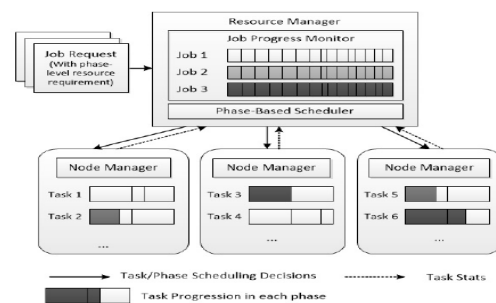 Resource Manager
Job Progress Monitor
Job 1
Job 2
Job 3
Phase-Based Scheduler
Job Request
(With phase-
level resource
requirement)
Node Manager
Task 1
Task 2
...
Node Manager
Task 3
Task 4
...
Node Manager
Task 5
Task 6
...
Task/Phase Scheduling Decisions
Task Stats
Task Progression in each phase